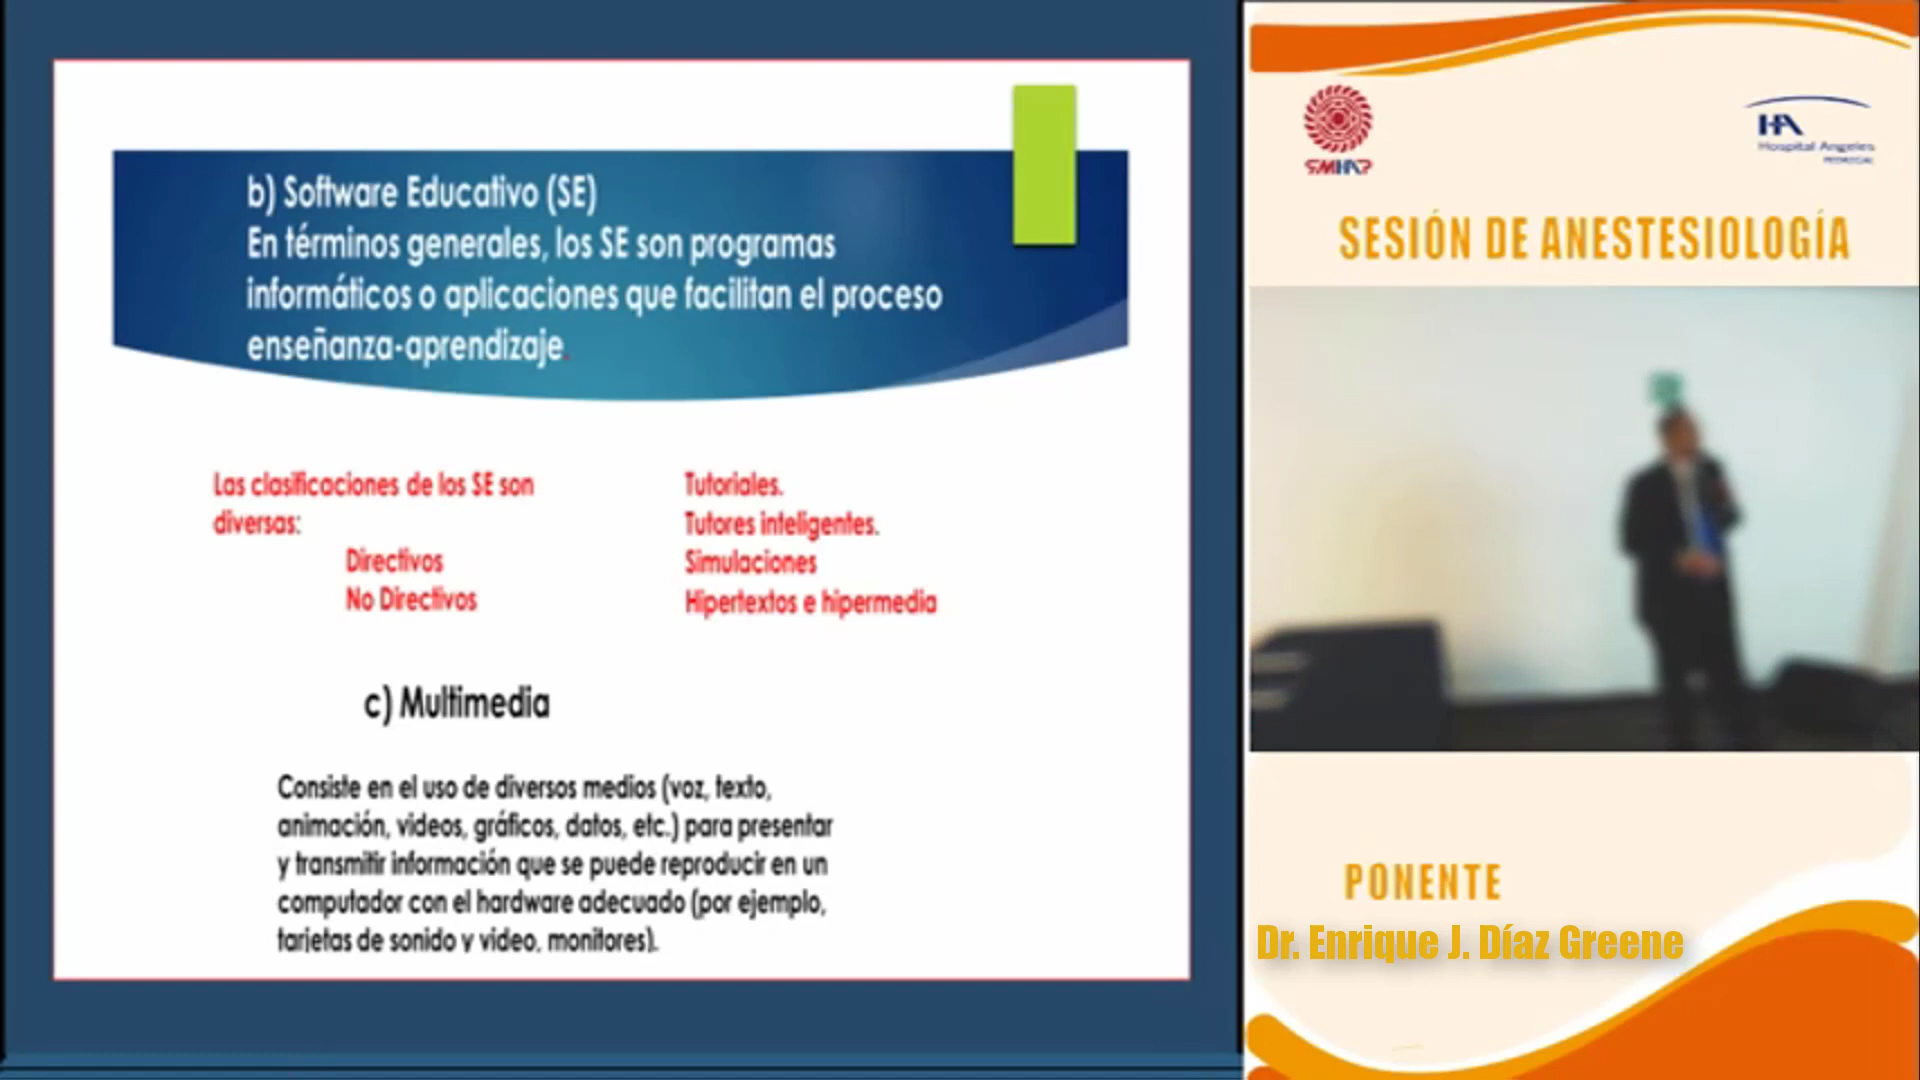 b) Software Educativo (SE)
En términos generales, los SE son programas
informáticos o aplicaciones que facilitan el proceso
enseñanza-aprendizaje.
Las clasificaciones de los SE son
diversas:
Directivos
No Directivos
Tutoriales.
Tutores inteligentes.
Simulaciones
Hipertextos e hipermedia
c) Multimedia
Consiste en el uso de diversos medios (voz, texto,
animación, videos, gráficos, datos, etc.) para presentar
y transmitir información que se puede reproducir en un
computador con el hardware adecuado (por ejemplo,
tarjetas de sonido y video, monitores).
SMHAP
HA
Hospital Angeles
PEDREGAL
SESIÓN DE ANESTESIOLOGÍA
PONENTE
Dr. Enrique J. Díaz Greene